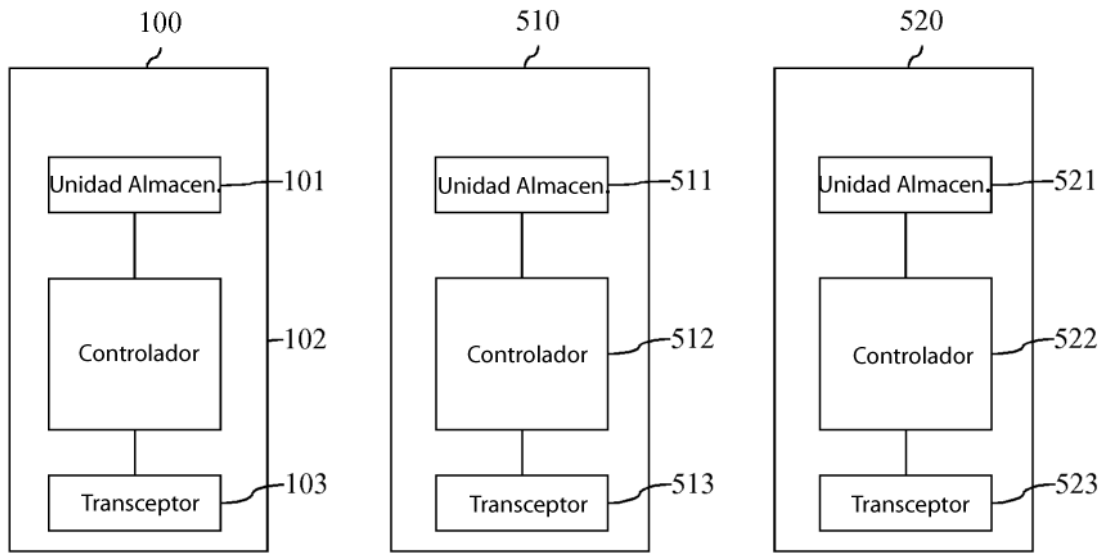 100
510
520
Unidad Almacen.
101
Unidad Almacen.
511
Unidad Almacen.
521
Controlador
102
Controlador
512
Controlador
522
Transceptor
103
Transceptor
513
Transceptor
523